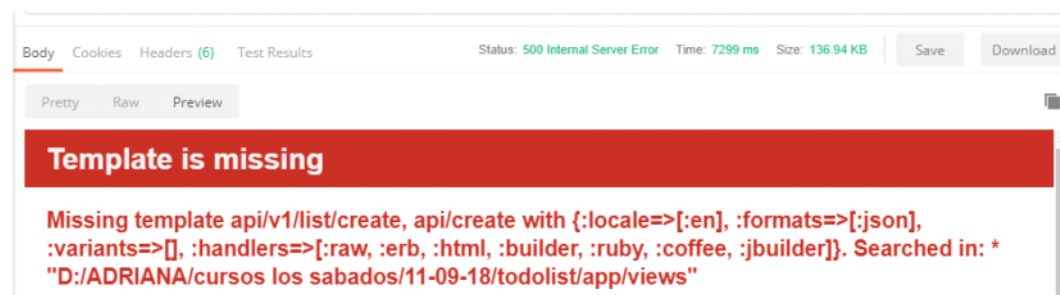 Body Cookies Headers (6) Test Results Status: 500 Internal Server Error Time: 7299 ms Size: 136.94 KB Save Download
Pretty Raw Preview
Template is missing
Missing template api/v1/list/create, api/create with {:locale=>[:en], :formats=>[:json],
:variants=>[], :handlers=>[:raw, :erb, :html, :builder, :ruby, :coffee, :jbuilder]}. Searched in: *
"D:/ADRIANA/cursos los sabados/11-09-18/todolist/app/views"